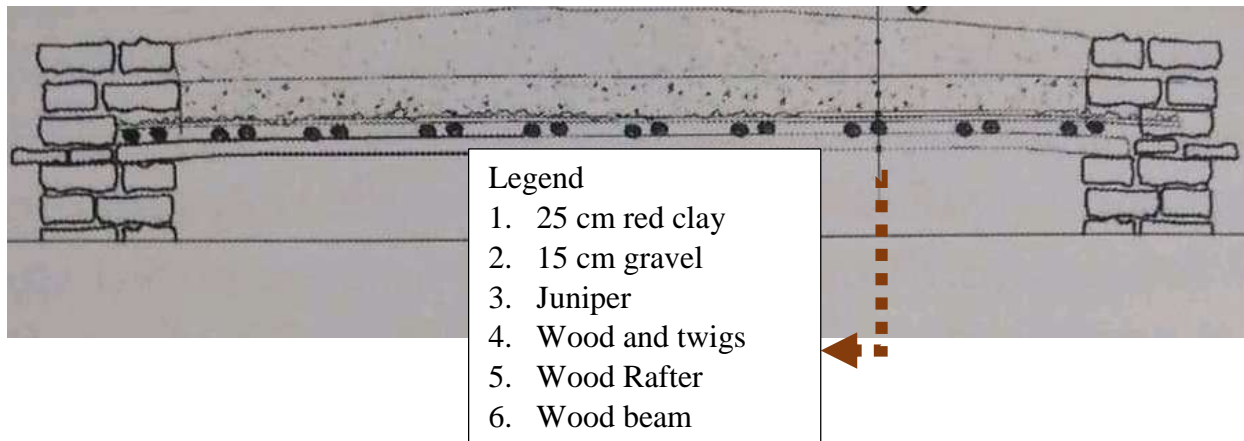 Legend
1. 25 cm red clay
2. 15 cm gravel
3. Juniper
4. Wood and twigs
5. Wood Rafter
6. Wood beam